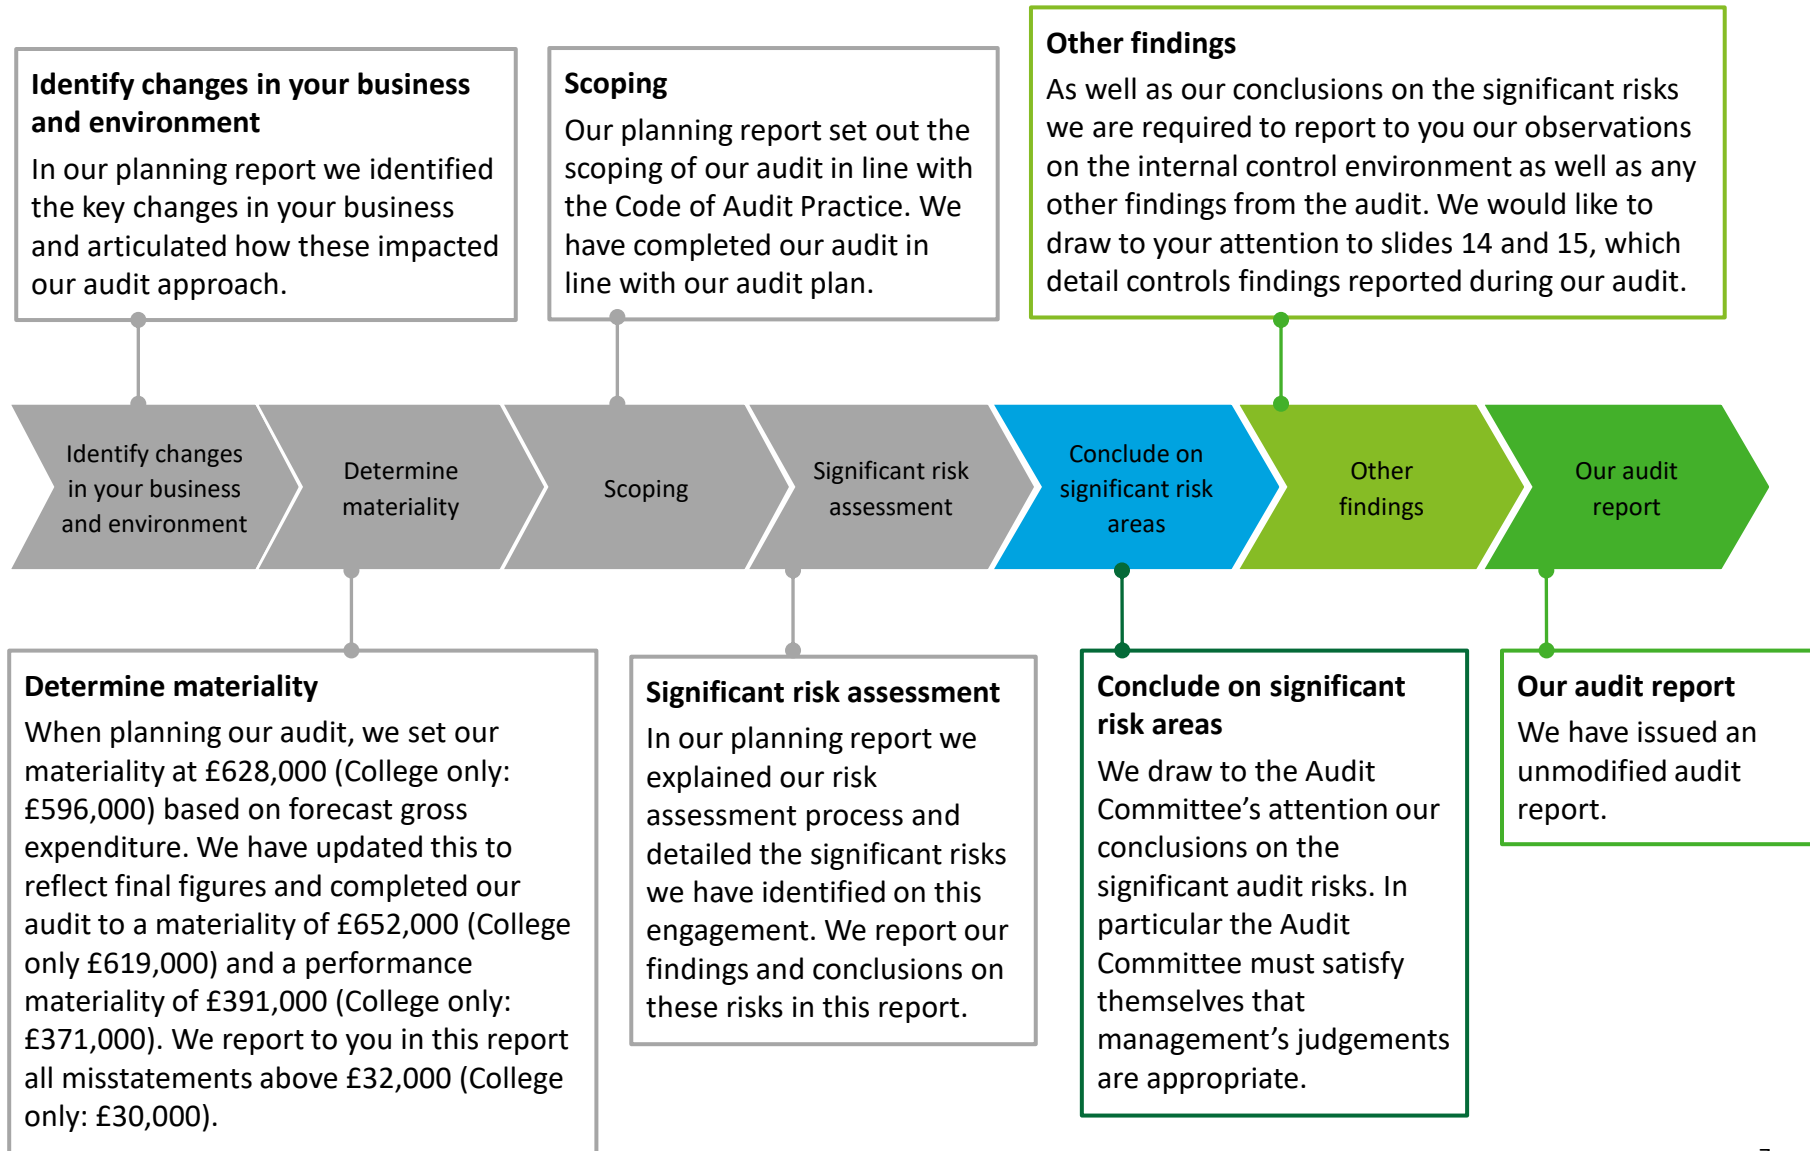 Identify changes in your business
and environment
In our planning report we identified
the key changes in your business
and articulated how these impacted
our audit approach.
Scoping
Our planning report set out the
scoping of our audit in line with
the Code of Audit Practice. We
have completed our audit in
line with our audit plan.
Other findings
As well as our conclusions on the significant risks
we are required to report to you our observations
on the internal control environment as well as any
other findings from the audit. We would like to
draw to your attention to slides 14 and 15, which
detail controls findings reported during our audit.
Identify changes
in your business
and environment
Determine
materiality
Scoping
Significant risk
assessment
Conclude on
significant risk
areas
Other
findings
Our audit
report
Determine materiality
When planning our audit, we set our
materiality at £628,000 (College only:
£596,000) based on forecast gross
expenditure. We have updated this to
reflect final figures and completed our
audit to a materiality of £652,000 (College
only £619,000) and a performance
materiality of £391,000 (College only:
£371,000). We report to you in this report
all misstatements above £32,000 (College
only: £30,000).
Significant risk assessment
In our planning report we
explained our risk
assessment process and
detailed the significant risks
we have identified on this
engagement. We report our
findings and conclusions on
these risks in this report.
Conclude on significant
risk areas
We draw to the Audit
Committee’s attention our
conclusions on the
significant audit risks. In
particular the Audit
Committee must satisfy
themselves that
management’s judgements
are appropriate.
Our audit report
We have issued an
unmodified audit
report.